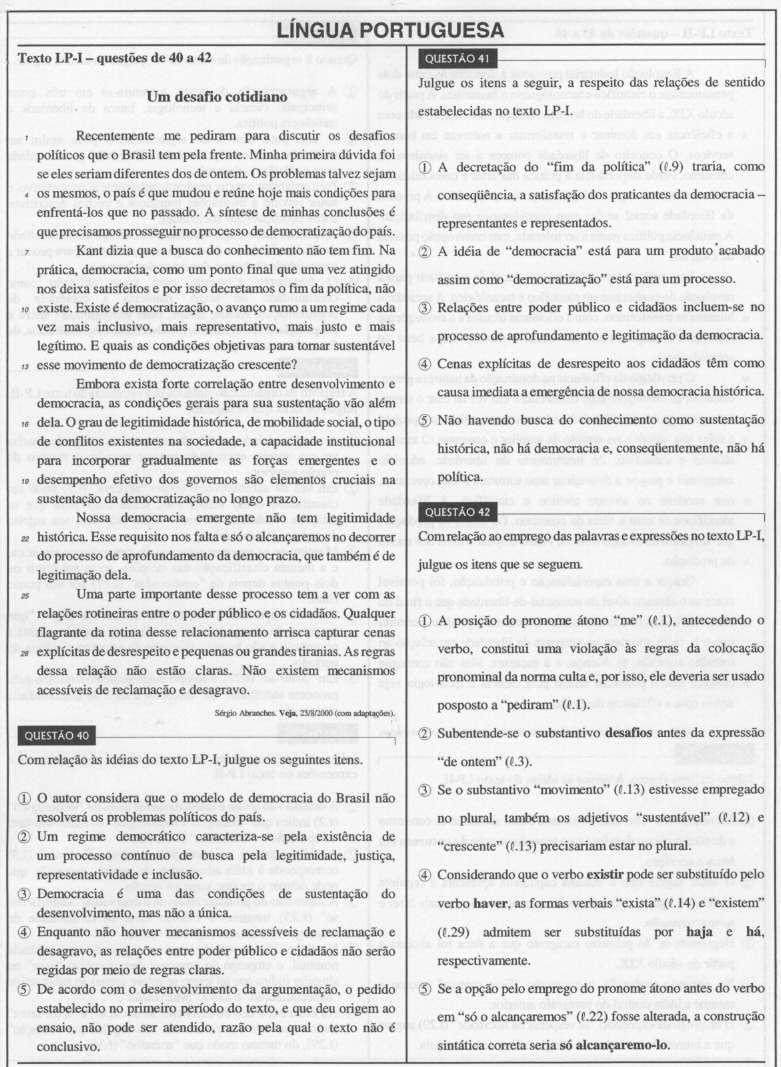 LÍNGUA PORTUGUESA
Texto LP-I – questões de 40 a 42
Um desafio cotidiano
1 Recentemente me pediram para discutir os desafios
políticos que o Brasil tem pela frente. Minha primeira dúvida foi
se eles seriam diferentes dos de ontem. Os problemas talvez sejam
4 os mesmos, o país é que mudou e reúne hoje mais condições para
enfrentá-los que no passado. A síntese de minhas conclusões é
que precisamos prosseguir no processo de democratização do país.
7 Kant dizia que a busca do conhecimento não tem fim. Na
prática, democracia, como um ponto final que uma vez atingido
nos deixa satisfeitos e por isso decretamos o fim da política, não
10 existe. Existe é democratização, o avanço rumo a um regime cada
vez mais inclusivo, mais representativo, mais justo e mais
legítimo. E quais as condições objetivas para tornar sustentável
13 esse movimento de democratização crescente?
Embora exista forte correlação entre desenvolvimento e
democracia, as condições gerais para sua sustentação vão além
16 dela. O grau de legitimidade histórica, de mobilidade social, o tipo
de conflitos existentes na sociedade, a capacidade institucional
para incorporar gradualmente as forças emergentes e o
19 desempenho efetivo dos governos são elementos cruciais na
sustentação da democratização no longo prazo.
Nossa democracia emergente não tem legitimidade
22 histórica. Esse requisito nos falta e só o alcançaremos no decorrer
do processo de aprofundamento da democracia, que também é de
legitimação dela.
25 Uma parte importante desse processo tem a ver com as
relações rotineiras entre o poder público e os cidadãos. Qualquer
flagrante da rotina desse relacionamento arrisca capturar cenas
28 explícitas de desrespeito e pequenas ou grandes tiranias. As regras
dessa relação não estão claras. Não existem mecanismos
acessíveis de reclamação e desagravo.
Sérgio Abranches. Veja, 23/8/2000 (com adaptações).
QUESTÃO 40
Com relação às idéias do texto LP-I, julgue os seguintes itens.
① O autor considera que o modelo de democracia do Brasil não
resolverá os problemas políticos do país.
② Um regime democrático caracteriza-se pela existência de
um processo contínuo de busca pela legitimidade, justiça,
representatividade e inclusão.
③ Democracia é uma das condições de sustentação do
desenvolvimento, mas não a única.
④ Enquanto não houver mecanismos acessíveis de reclamação e
desagravo, as relações entre poder público e cidadãos não serão
regidas por meio de regras claras.
⑤ De acordo com o desenvolvimento da argumentação, o pedido
estabelecido no primeiro período do texto, e que deu origem ao
ensaio, não pode ser atendido, razão pela qual o texto não é
conclusivo.
QUESTÃO 41
Julgue os itens a seguir, a respeito das relações de sentido
estabelecidas no texto LP-I.
① A decretação do "fim da política" (ℓ.9) traria, como
conseqüência, a satisfação dos praticantes da democracia –
representantes e representados.
② A idéia de "democracia" está para um produto acabado
assim como "democratização" está para um processo.
③ Relações entre poder público e cidadãos incluem-se no
processo de aprofundamento e legitimação da democracia.
④ Cenas explícitas de desrespeito aos cidadãos têm como
causa imediata a emergência de nossa democracia histórica.
⑤ Não havendo busca do conhecimento como sustentação
histórica, não há democracia e, conseqüentemente, não há
política.
QUESTÃO 42
Com relação ao emprego das palavras e expressões no texto LP-I,
julgue os itens que se seguem.
① A posição do pronome átono "me" (ℓ.1), antecedendo o
verbo, constitui uma violação às regras da colocação
pronominal da norma culta e, por isso, ele deveria ser usado
posposto a "pediram" (ℓ.1).
② Subentende-se o substantivo desafios antes da expressão
"de ontem" (ℓ.3).
③ Se o substantivo "movimento" (ℓ.13) estivesse empregado
no plural, também os adjetivos "sustentável" (ℓ.12) e
"crescente" (ℓ.13) precisariam estar no plural.
④ Considerando que o verbo existir pode ser substituído pelo
verbo haver, as formas verbais "exista" (ℓ.14) e "existem"
(ℓ.29) admitem ser substituídas por haja e há,
respectivamente.
⑤ Se a opção pelo emprego do pronome átono antes do verbo
em "só o alcançaremos" (ℓ.22) fosse alterada, a construção
sintática correta seria só alcançaremo-lo.